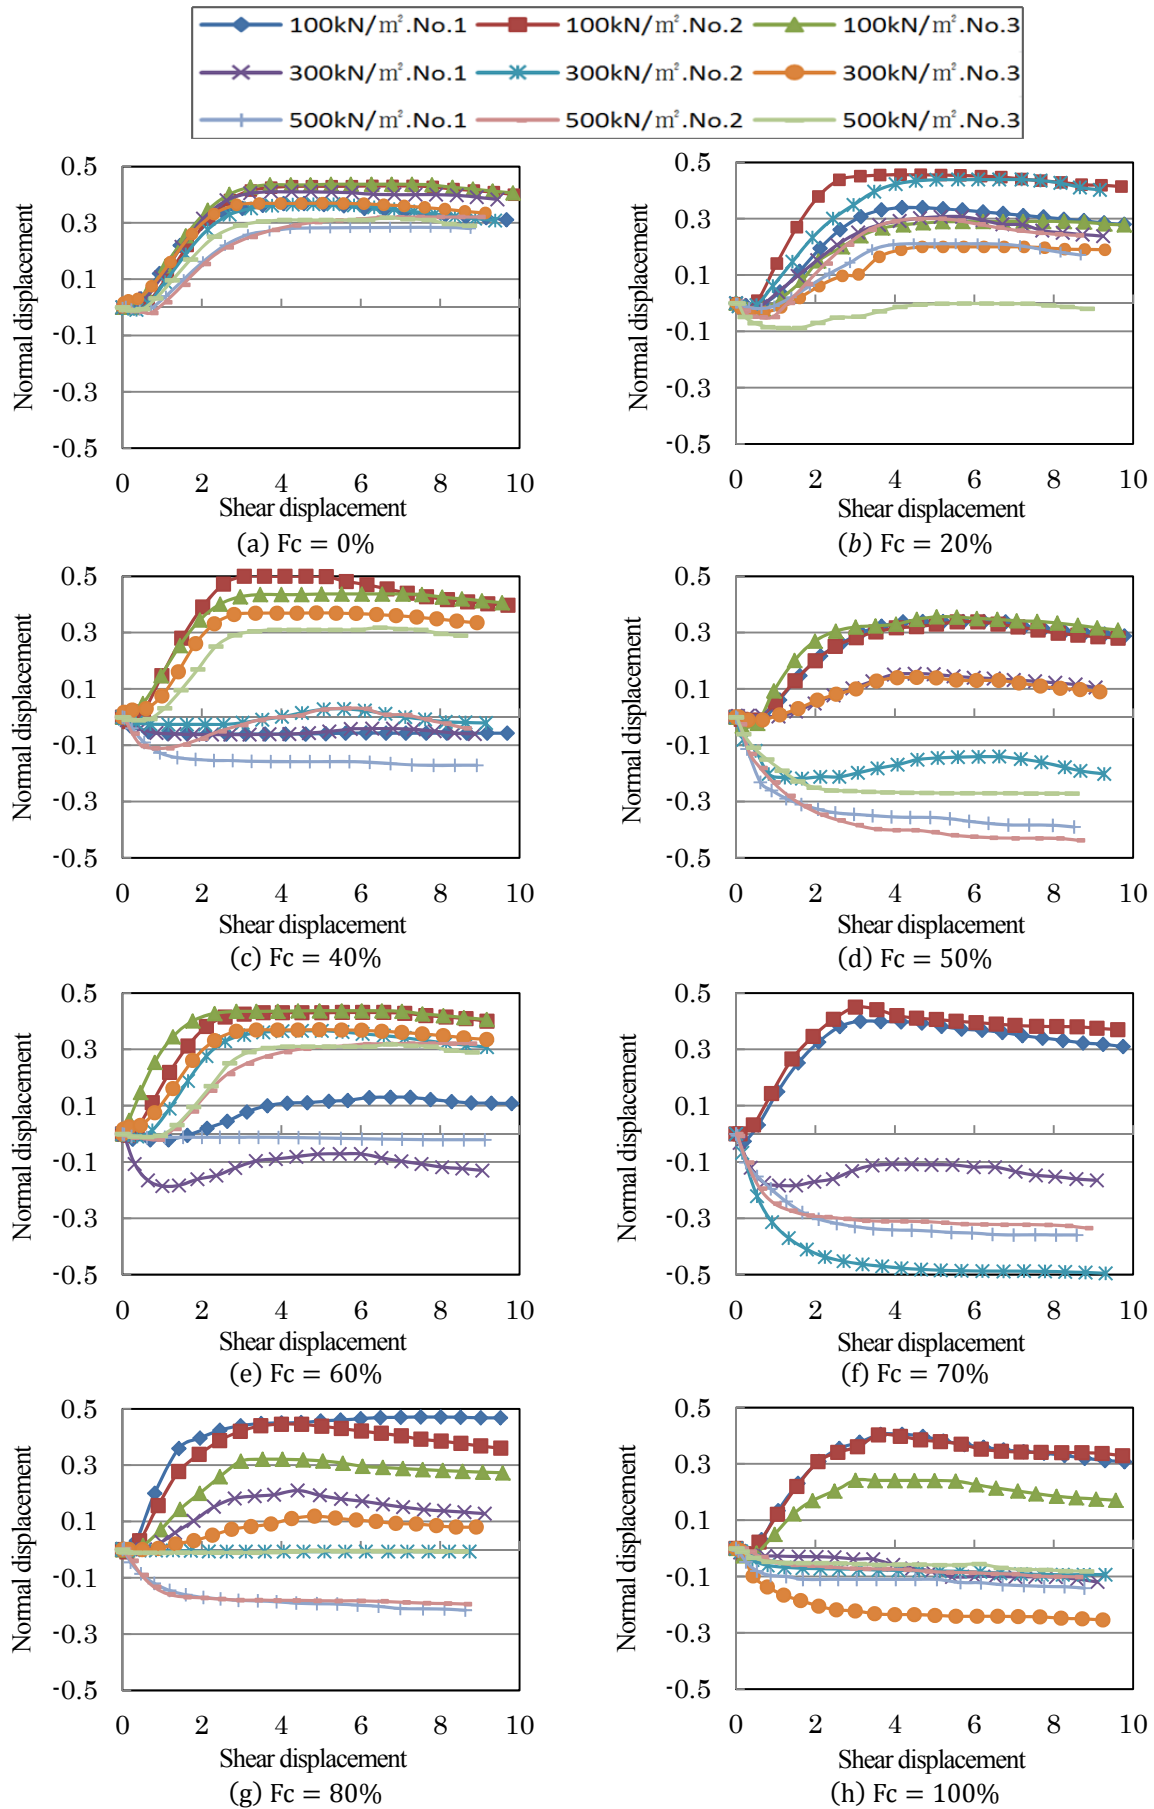 100kN/㎡.No.1 100kN/㎡.No.2 100kN/㎡.No.3
300kN/㎡.No.1 300kN/㎡.No.2 300kN/㎡.No.3
500kN/㎡.No.1 500kN/㎡.No.2 500kN/㎡.No.3
Normal displacement
0.5
0.3
0.1
-0.1
-0.3
-0.5
0 2 4 6 8 10
Shear displacement
(a) Fc = 0%
Normal displacement
0.5
0.3
0.1
-0.1
-0.3
-0.5
0 2 4 6 8 10
Shear displacement
(b) Fc = 20%
Normal displacement
0.5
0.3
0.1
-0.1
-0.3
-0.5
0 2 4 6 8 10
Shear displacement
(c) Fc = 40%
Normal displacement
0.5
0.3
0.1
-0.1
-0.3
-0.5
0 2 4 6 8 10
Shear displacement
(d) Fc = 50%
Normal displacement
0.5
0.3
0.1
-0.1
-0.3
-0.5
0 2 4 6 8 10
Shear displacement
(e) Fc = 60%
Normal displacement
0.5
0.3
0.1
-0.1
-0.3
-0.5
0 2 4 6 8 10
Shear displacement
(f) Fc = 70%
Normal displacement
0.5
0.3
0.1
-0.1
-0.3
-0.5
0 2 4 6 8 10
Shear displacement
(g) Fc = 80%
Normal displacement
0.5
0.3
0.1
-0.1
-0.3
-0.5
0 2 4 6 8 10
Shear displacement
(h) Fc = 100%